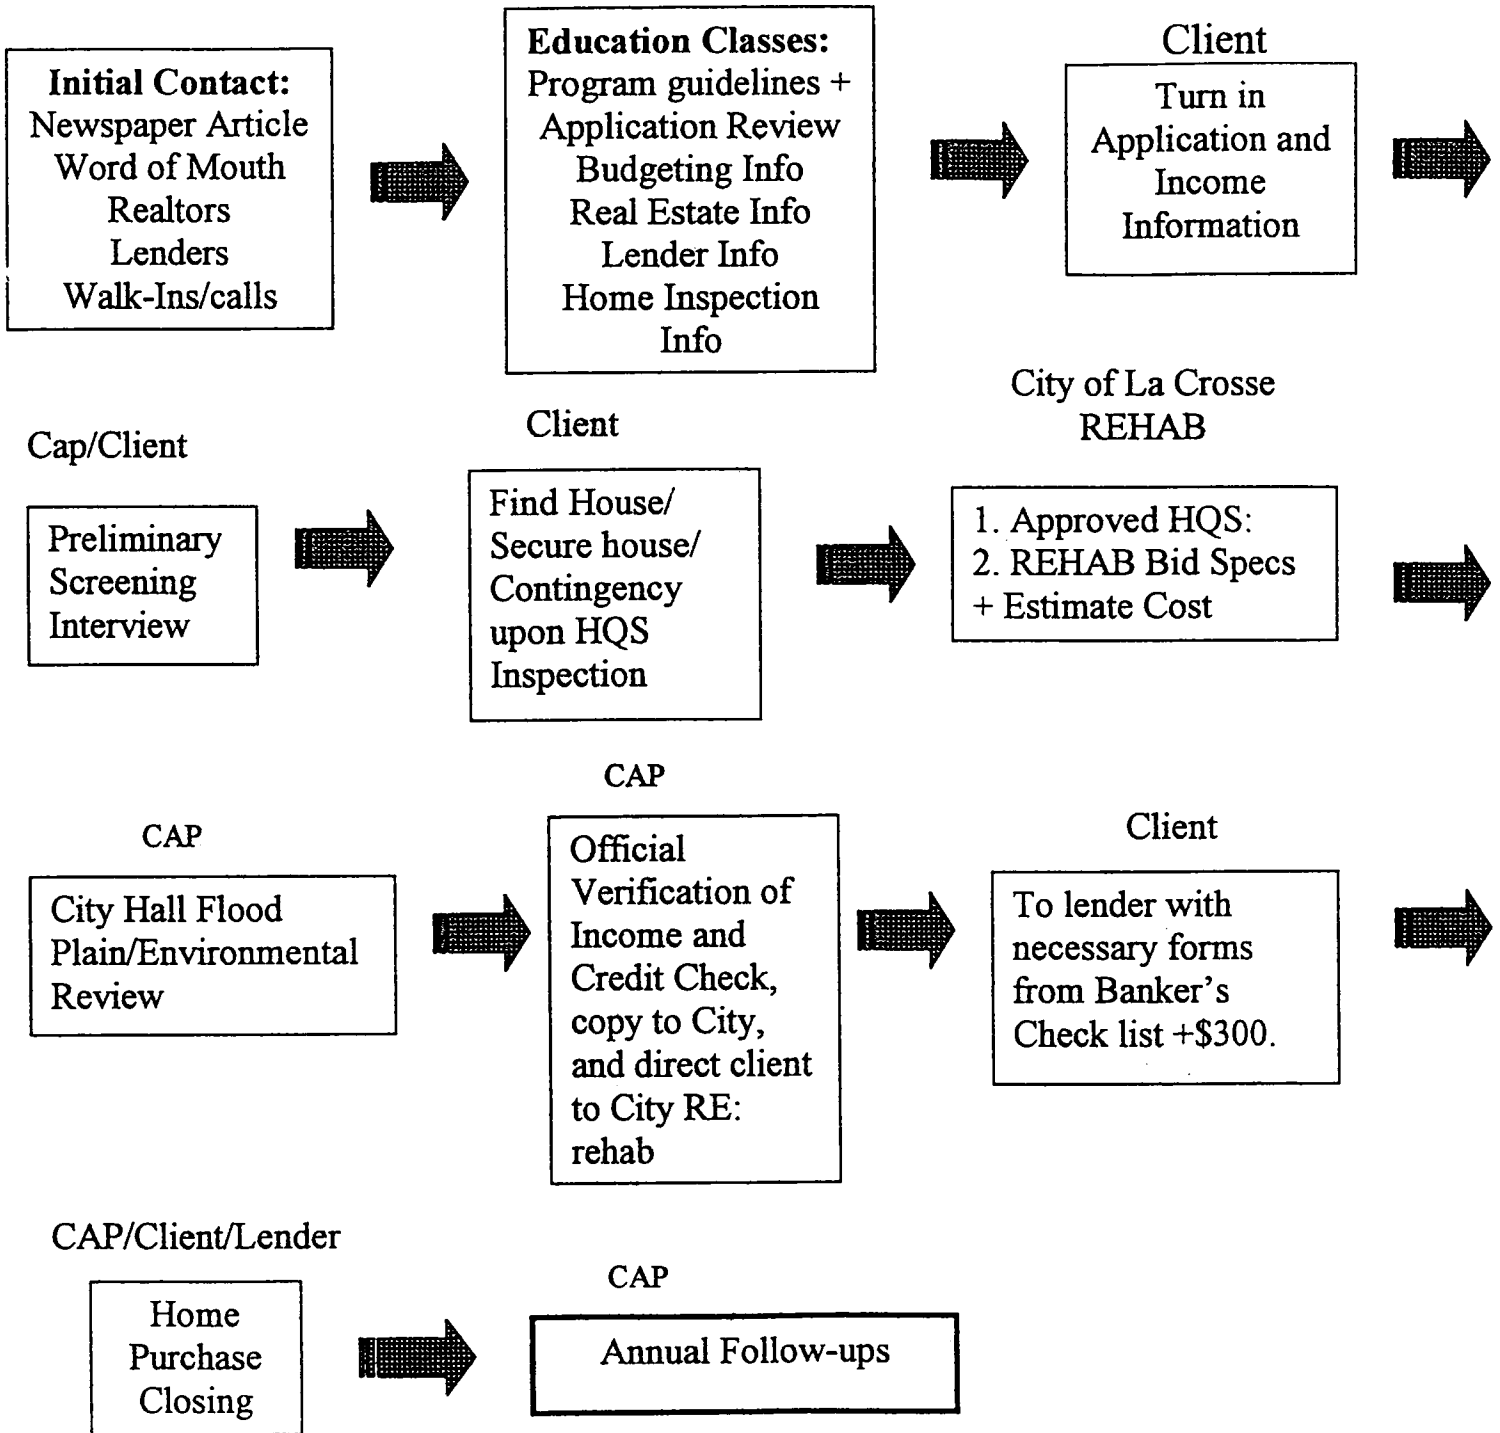 Initial Contact:
Newspaper Article
Word of Mouth
Realtors
Lenders
Walk-Ins/calls
Education Classes:
Program guidelines +
Application Review
Budgeting Info
Real Estate Info
Lender Info
Home Inspection
Info
Client
Turn in
Application and
Income
Information
Cap/Client
Preliminary
Screening
Interview
Client
Find House/
Secure house/
Contingency
upon HQS
Inspection
City of La Crosse
REHAB
1. Approved HQS:
2. REHAB Bid Specs
+ Estimate Cost
CAP
City Hall Flood
Plain/Environmental
Review
CAP
Official
Verification of
Income and
Credit Check,
copy to City,
and direct client
to City RE:
rehab
Client
To lender with
necessary forms
from Banker's
Check list +$300.
CAP/Client/Lender
Home
Purchase
Closing
CAP
Annual Follow-ups